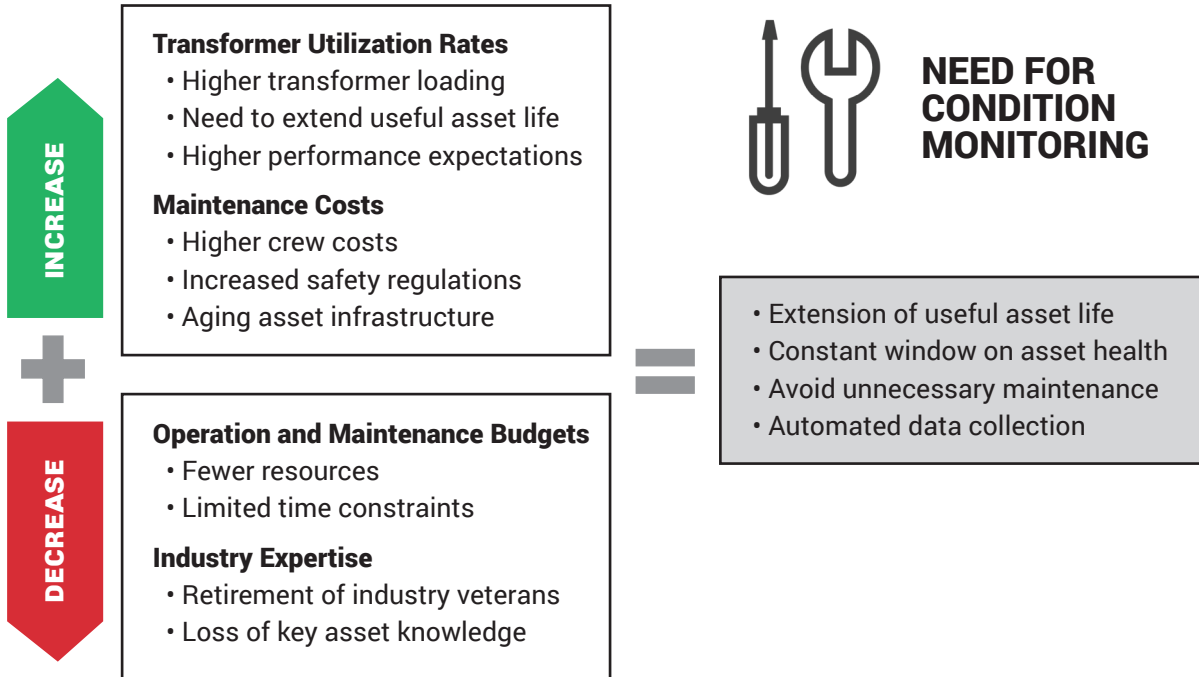 INCREASE
Transformer Utilization Rates
• Higher transformer loading
• Need to extend useful asset life
• Higher performance expectations
Maintenance Costs
• Higher crew costs
• Increased safety regulations
• Aging asset infrastructure
+
DECREASE
Operation and Maintenance Budgets
• Fewer resources
• Limited time constraints
Industry Expertise
• Retirement of industry veterans
• Loss of key asset knowledge
=
NEED FOR
CONDITION
MONITORING
• Extension of useful asset life
• Constant window on asset health
• Avoid unnecessary maintenance
• Automated data collection